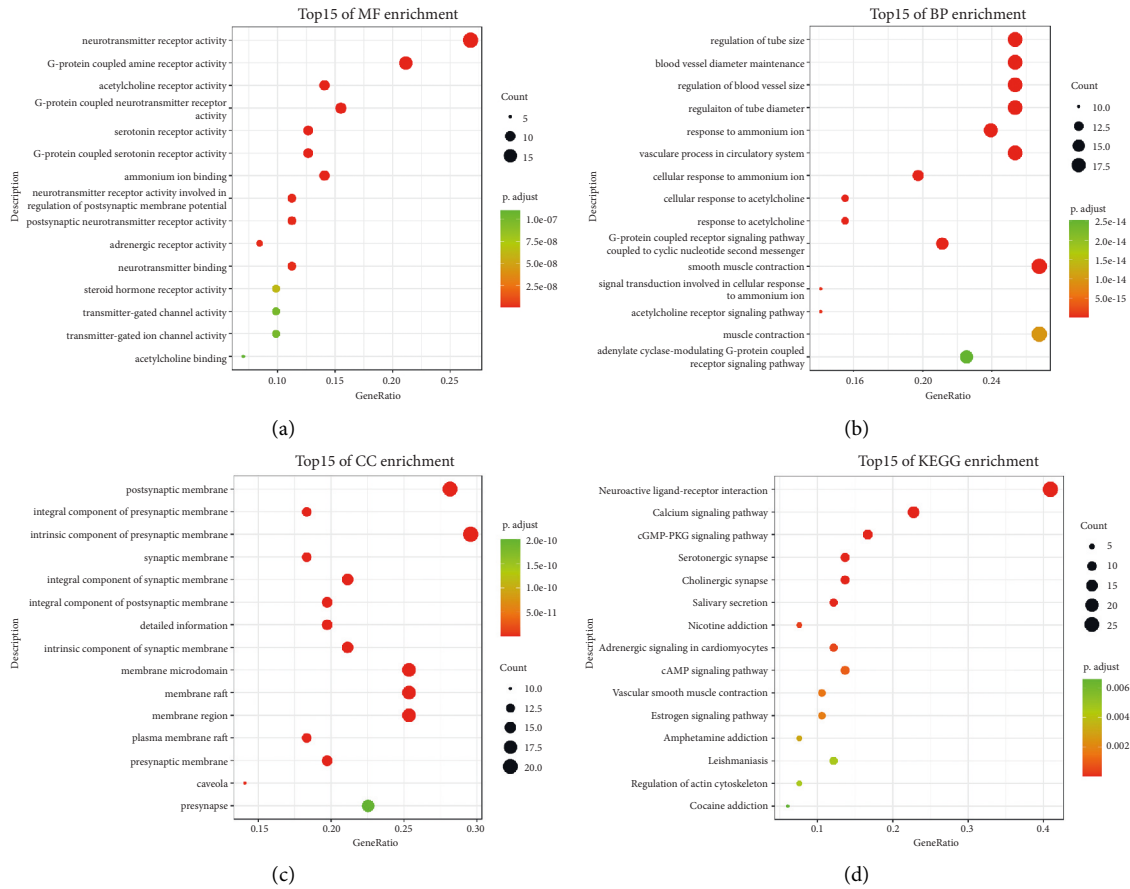 Top15 of MF enrichment
Description
neurotransmitter receptor activity
G-protein coupled amine receptor activity
acetylcholine receptor activity
G-protein coupled neurotransmitter receptor
activity
serotonin receptor activity
G-protein coupled serotonin receptor activity
ammonium ion binding
neurotransmitter receptor activity involved in
regulation of postsynaptic membrane potential
postsynaptic neurotransmitter receptor activity
adrenergic receptor activity
neurotransmitter binding
steroid hormone receptor activity
transmitter-gated channel activity
transmitter-gated ion channel activity
acetylcholine binding
0.10 0.15 0.20 0.25
GeneRatio
Count
5
10
15
p. adjust
1.0e-07
7.5e-08
5.0e-08
2.5e-08
(a)
Top15 of BP enrichment
Description
regulation of tube size
blood vessel diameter maintenance
regulation of blood vessel size
regulaiton of tube diameter
response to ammonium ion
vasculare process in circulatory system
cellular response to ammonium ion
cellular response to acetylcholine
response to acetylcholine
G-protein coupled receptor signaling pathway
coupled to cyclic nucleotide second messenger
smooth muscle contraction
signal transduction involved in cellular response
to ammonium ion
acetylcholine receptor signaling pathway
muscle contraction
adenylate cyclase-modulating G-protein coupled
receptor signaling pathway
0.16 0.20 0.24
GeneRatio
Count
10.0
12.5
15.0
17.5
p. adjust
2.5e-14
2.0e-14
1.5e-14
1.0e-14
5.0e-15
(b)
Top15 of CC enrichment
Description
postsynaptic membrane
integral component of presynaptic membrane
intrinsic component of presynaptic membrane
synaptic membrane
integral component of synaptic membrane
integral component of postsynaptic membrane
detailed information
intrinsic component of synaptic membrane
membrane microdomain
membrane raft
membrane region
plasma membrane raft
presynaptic membrane
caveola
presynapse
0.15 0.20 0.25 0.30
GeneRatio
p. adjust
2.0e-10
1.5e-10
1.0e-10
5.0e-11
Count
10.0
12.5
15.0
17.5
20.0
(c)
Top15 of KEGG enrichment
Description
Neuroactive ligand-receptor interaction
Calcium signaling pathway
cGMP-PKG signaling pathway
Serotonergic synapse
Cholinergic synapse
Salivary secretion
Nicotine addiction
Adrenergic signaling in cardiomyocytes
cAMP signaling pathway
Vascular smooth muscle contraction
Estrogen signaling pathway
Amphetamine addiction
Leishmaniasis
Regulation of actin cytoskeleton
Cocaine addiction
0.1 0.2 0.3 0.4
GeneRatio
Count
5
10
15
20
25
p. adjust
0.006
0.004
0.002
(d)